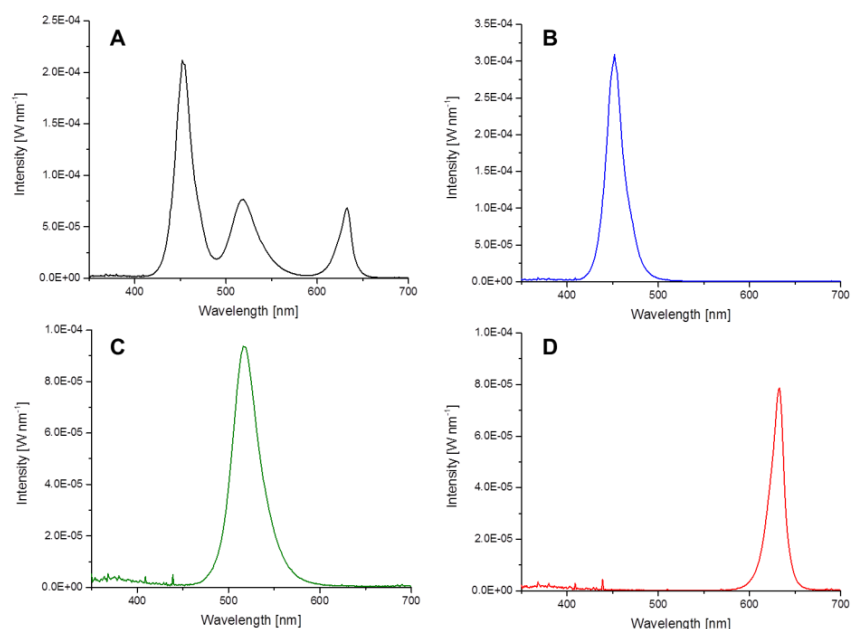 A
Intensity [W nm⁻¹]
2.5E-04
2.0E-04
1.5E-04
1.0E-04
5.0E-05
0.0E+00
400 500 600 700
Wavelength [nm]
B
Intensity [W nm⁻¹]
3.5E-04
3.0E-04
2.5E-04
2.0E-04
1.5E-04
1.0E-04
5.0E-05
0.0E+00
400 500 600 700
Wavelength [nm]
C
Intensity [W nm⁻¹]
1.0E-04
8.0E-05
6.0E-05
4.0E-05
2.0E-05
0.0E+00
400 500 600 700
Wavelength [nm]
D
Intensity [W nm⁻¹]
1.0E-04
8.0E-05
6.0E-05
4.0E-05
2.0E-05
0.0E+00
400 500 600 700
Wavelength [nm]